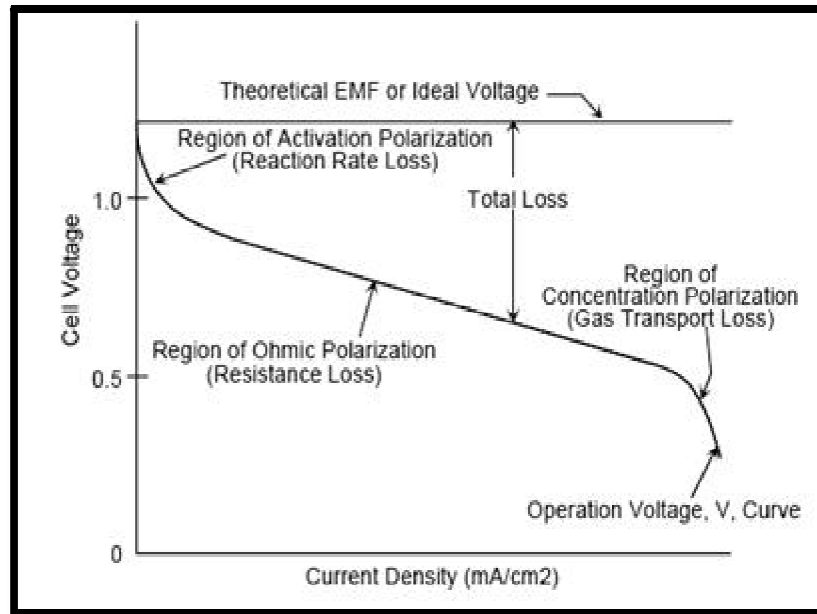 Theoretical EMF or Ideal Voltage
Region of Activation Polarization
(Reaction Rate Loss)
1.0
Total Loss
Cell Voltage
Region of
Concentration Polarization
(Gas Transport Loss)
Region of Ohmic Polarization
(Resistance Loss)
0.5
Operation Voltage, V, Curve
0
Current Density (mA/cm2)